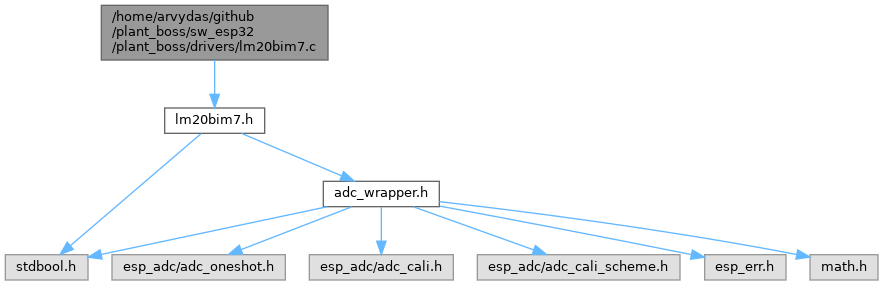 /home/arvydas/github
/plant_boss/sw_esp32
/plant_boss/drivers/lm20bim7.c
lm20bim7.h
adc_wrapper.h
stdbool.h
esp_adc/adc_oneshot.h
esp_adc/adc_cali.h
esp_adc/adc_cali_scheme.h
esp_err.h
math.h